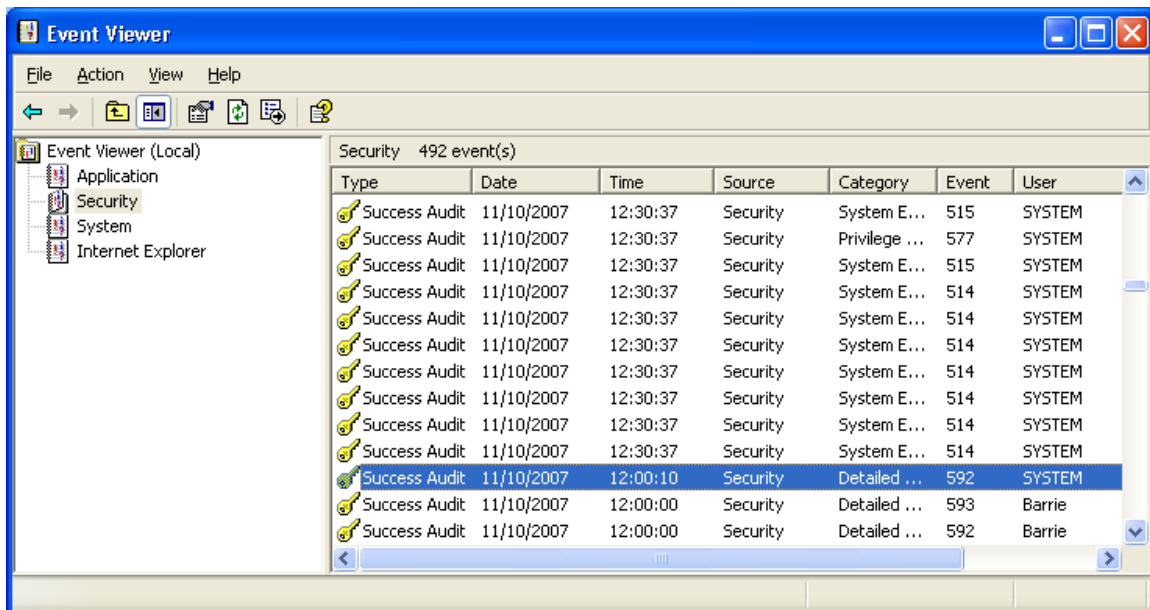 Event Viewer
File Action View Help
Event Viewer (Local)
Application
Security
System
Internet Explorer
Security 492 event(s)
Type Date Time Source Category Event User
Success Audit 11/10/2007 12:30:37 Security System E... 515 SYSTEM
Success Audit 11/10/2007 12:30:37 Security Privilege ... 577 SYSTEM
Success Audit 11/10/2007 12:30:37 Security System E... 515 SYSTEM
Success Audit 11/10/2007 12:30:37 Security System E... 514 SYSTEM
Success Audit 11/10/2007 12:30:37 Security System E... 514 SYSTEM
Success Audit 11/10/2007 12:30:37 Security System E... 514 SYSTEM
Success Audit 11/10/2007 12:30:37 Security System E... 514 SYSTEM
Success Audit 11/10/2007 12:30:37 Security System E... 514 SYSTEM
Success Audit 11/10/2007 12:30:37 Security System E... 514 SYSTEM
Success Audit 11/10/2007 12:30:37 Security System E... 514 SYSTEM
Success Audit 11/10/2007 12:00:10 Security Detailed ... 592 SYSTEM
Success Audit 11/10/2007 12:00:00 Security Detailed ... 593 Barrie
Success Audit 11/10/2007 12:00:00 Security Detailed ... 592 Barrie